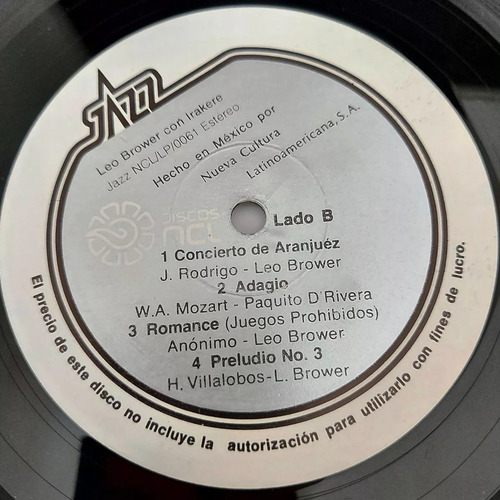 JAZZ
Leo Brower con Irakere
Jazz NCL/LP/0061 Estereo
Hecho en México por
Nueva Cultura
Latinoamericana, S.A.
DISCOS
NCL
Lado B
1 Concierto de Aranjuéz
J. Rodrigo - Leo Brower
2 Adagio
W.A. Mozart - Paquito D'Rivera
3 Romance (Juegos Prohibidos)
Anónimo - Leo Brower
4 Preludio No. 3
H. Villalobos-L. Brower
El precio de este disco no incluye la autorización para utilizarlo con fines de lucro.